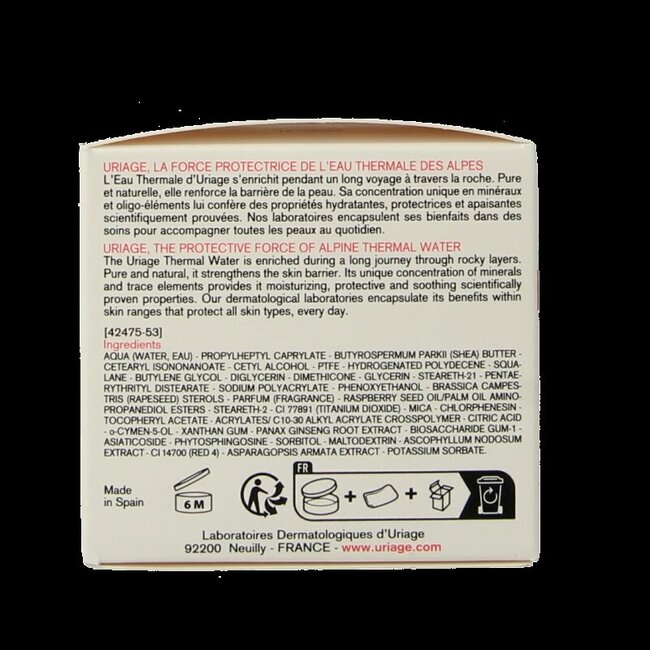 URIAGE, LA FORCE PROTECTRICE DE L'EAU THERMALE DES ALPES
L'Eau Thermale d'Uriage s'enrichit pendant un long voyage à travers la roche. Pure
et naturelle, elle renforce la barrière de la peau. Sa concentration unique en minéraux
et oligo-éléments lui confère des propriétés hydratantes, protectrices et apaisantes
scientifiquement prouvées. Nos laboratoires encapsulent ses bienfaits dans des
soins pour accompagner toutes les peaux au quotidien.
URIAGE, THE PROTECTIVE FORCE OF ALPINE THERMAL WATER
The Uriage Thermal Water is enriched during a long journey through rocky layers.
Pure and natural, it strengthens the skin barrier. Its unique concentration of minerals
and trace elements provides it moisturizing, protective and soothing scientifically
proven properties. Our dermatological laboratories encapsulate its benefits within
skin ranges that protect all skin types, every day.
[42475-53]
Ingredients
AQUA (WATER, EAU) - PROPYLHEPTYL CAPRYLATE - BUTYROSPERMUM PARKII (SHEA) BUTTER -
CETEARYL ISONONANOATE - CETYL ALCOHOL - PTFE - HYDROGENATED POLYDECENE - SQUA-
LANE - BUTYLENE GLYCOL - DIGLYCERIN - DIMETHICONE - GLYCERIN - STEARETH-21 - PENTAE-
RYTHRITYL DISTEARATE - SODIUM POLYACRYLATE - PHENOXYETHANOL - BRASSICA CAMPES-
TRIS (RAPESEED) STEROLS - PARFUM (FRAGRANCE) - RASPBERRY SEED OIL/PALM OIL AMINO-
PROPANEDIOL ESTERS - STEARETH-2 - CI 77891 (TITANIUM DIOXIDE) - MICA - CHLORPHENESIN -
TOCOPHERYL ACETATE - ACRYLATES/ C10-30 ALKYL ACRYLATE CROSSPOLYMER - CITRIC ACID
- o-CYMEN-5-OL - XANTHAN GUM - PANAX GINSENG ROOT EXTRACT - BIOSACCHARIDE GUM-1 -
ASIATICOSIDE - PHYTOSPHINGOSINE - SORBITOL - MALTODEXTRIN - ASCOPHYLLUM NODOSUM
EXTRACT - CI 14700 (RED 4) - ASPARAGOPSIS ARMATA EXTRACT - POTASSIUM SORBATE.
Made
in Spain
6 M
FR
+
+
Laboratoires Dermatologiques d'Uriage
92200 Neuilly - FRANCE - www.uriage.com